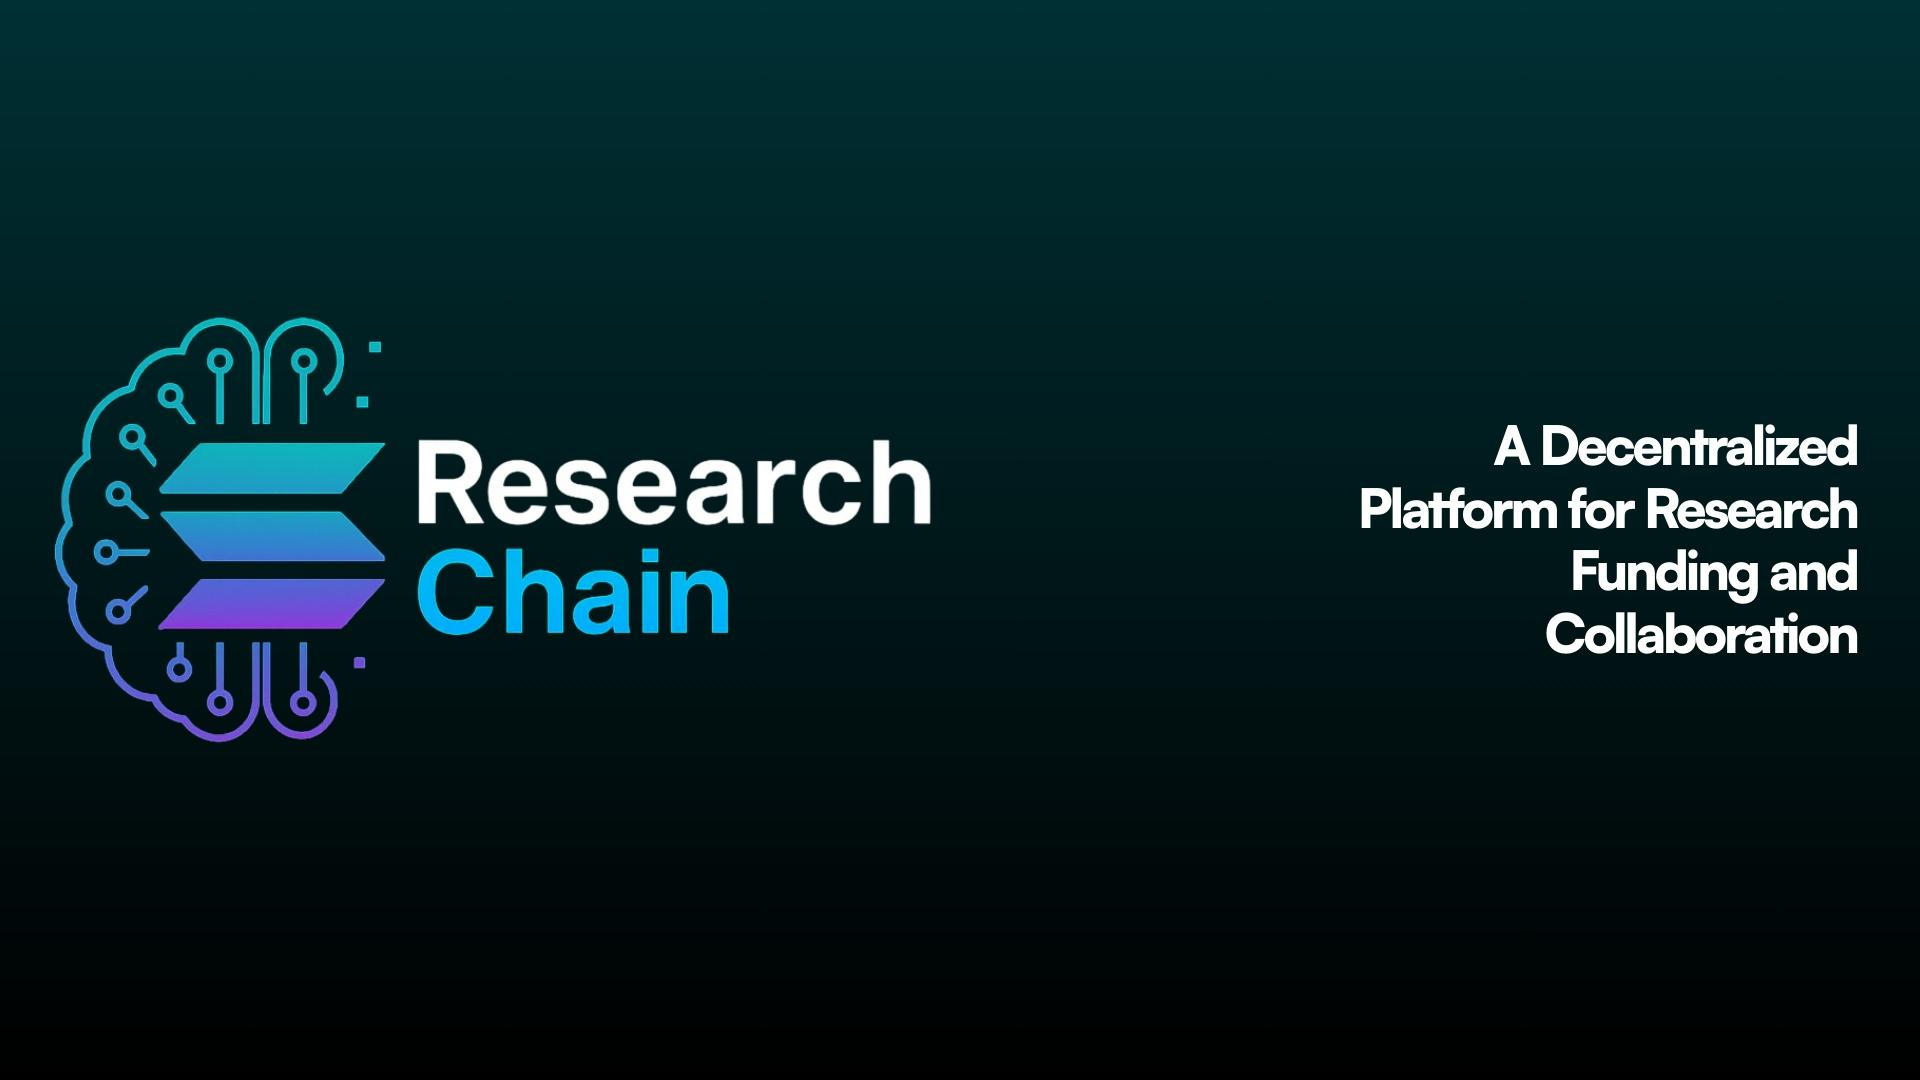 Research
Chain
A Decentralized
Platform for Research
Funding and
Collaboration